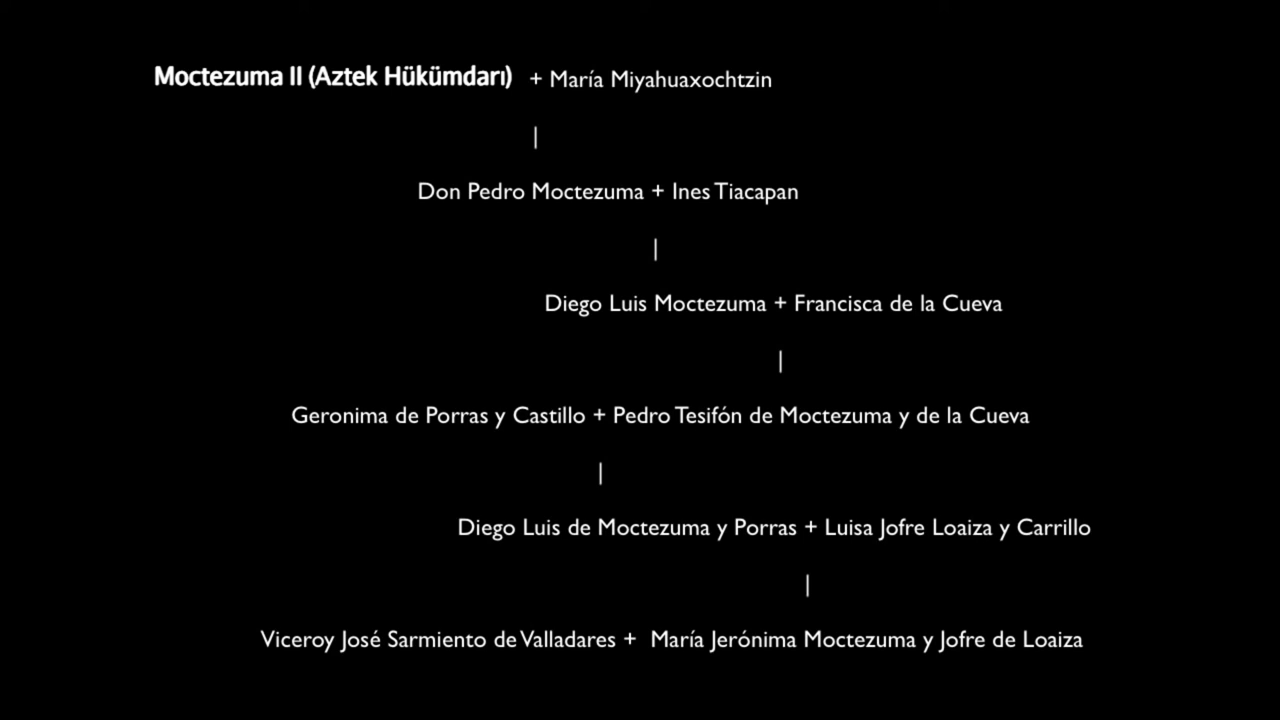 Moctezuma II (Aztek Hükümdarı) + María Miyahuaxochtzin
|
Don Pedro Moctezuma + Ines Tiacapan
|
Diego Luis Moctezuma + Francisca de la Cueva
|
Geronima de Porras y Castillo + Pedro Tesifón de Moctezuma y de la Cueva
|
Diego Luis de Moctezuma y Porras + Luisa Jofre Loaiza y Carrillo
|
Viceroy José Sarmiento de Valladares + María Jerónima Moctezuma y Jofre de Loaiza